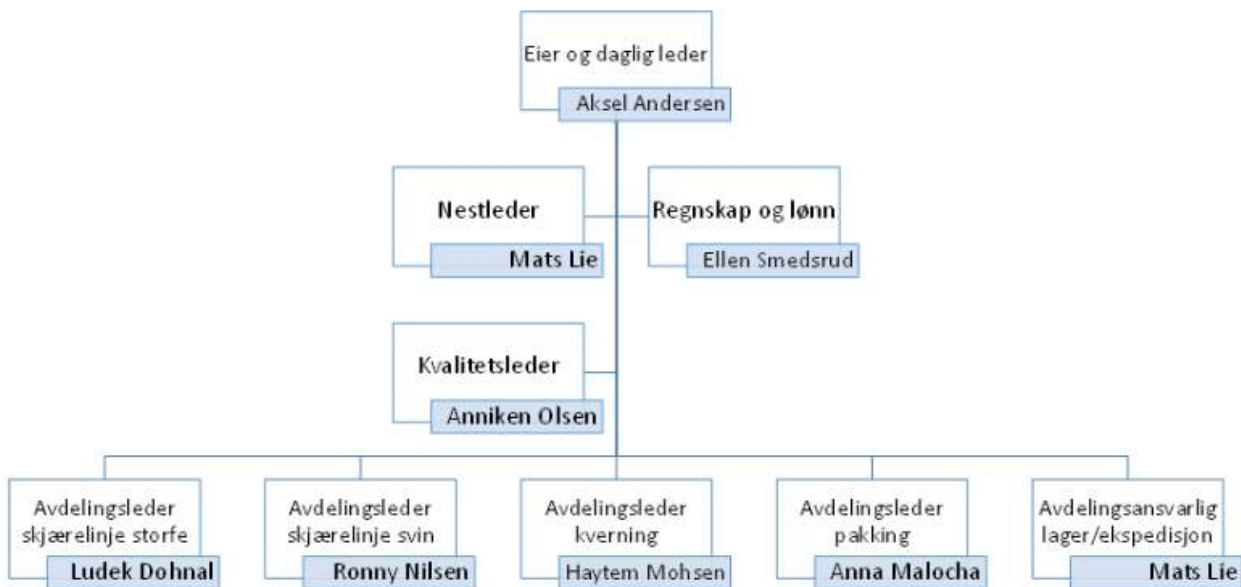 Eier og daglig leder
Aksel Andersen
Nestleder
Mats Lie
Regnskap og lønn
Ellen Smedsrud
Kvalitetsleder
Anniken Olsen
Avdelingsleder
skjærelinje storfe
Ludek Dohnal
Avdelingsleder
skjærelinje svin
Ronny Nilsen
Avdelingsleder
kverning
Haytem Mohsen
Avdelingsleder
pakking
Anna Malocha
Avdelingsansvarlig
lager/ekspedisjon
Mats Lie